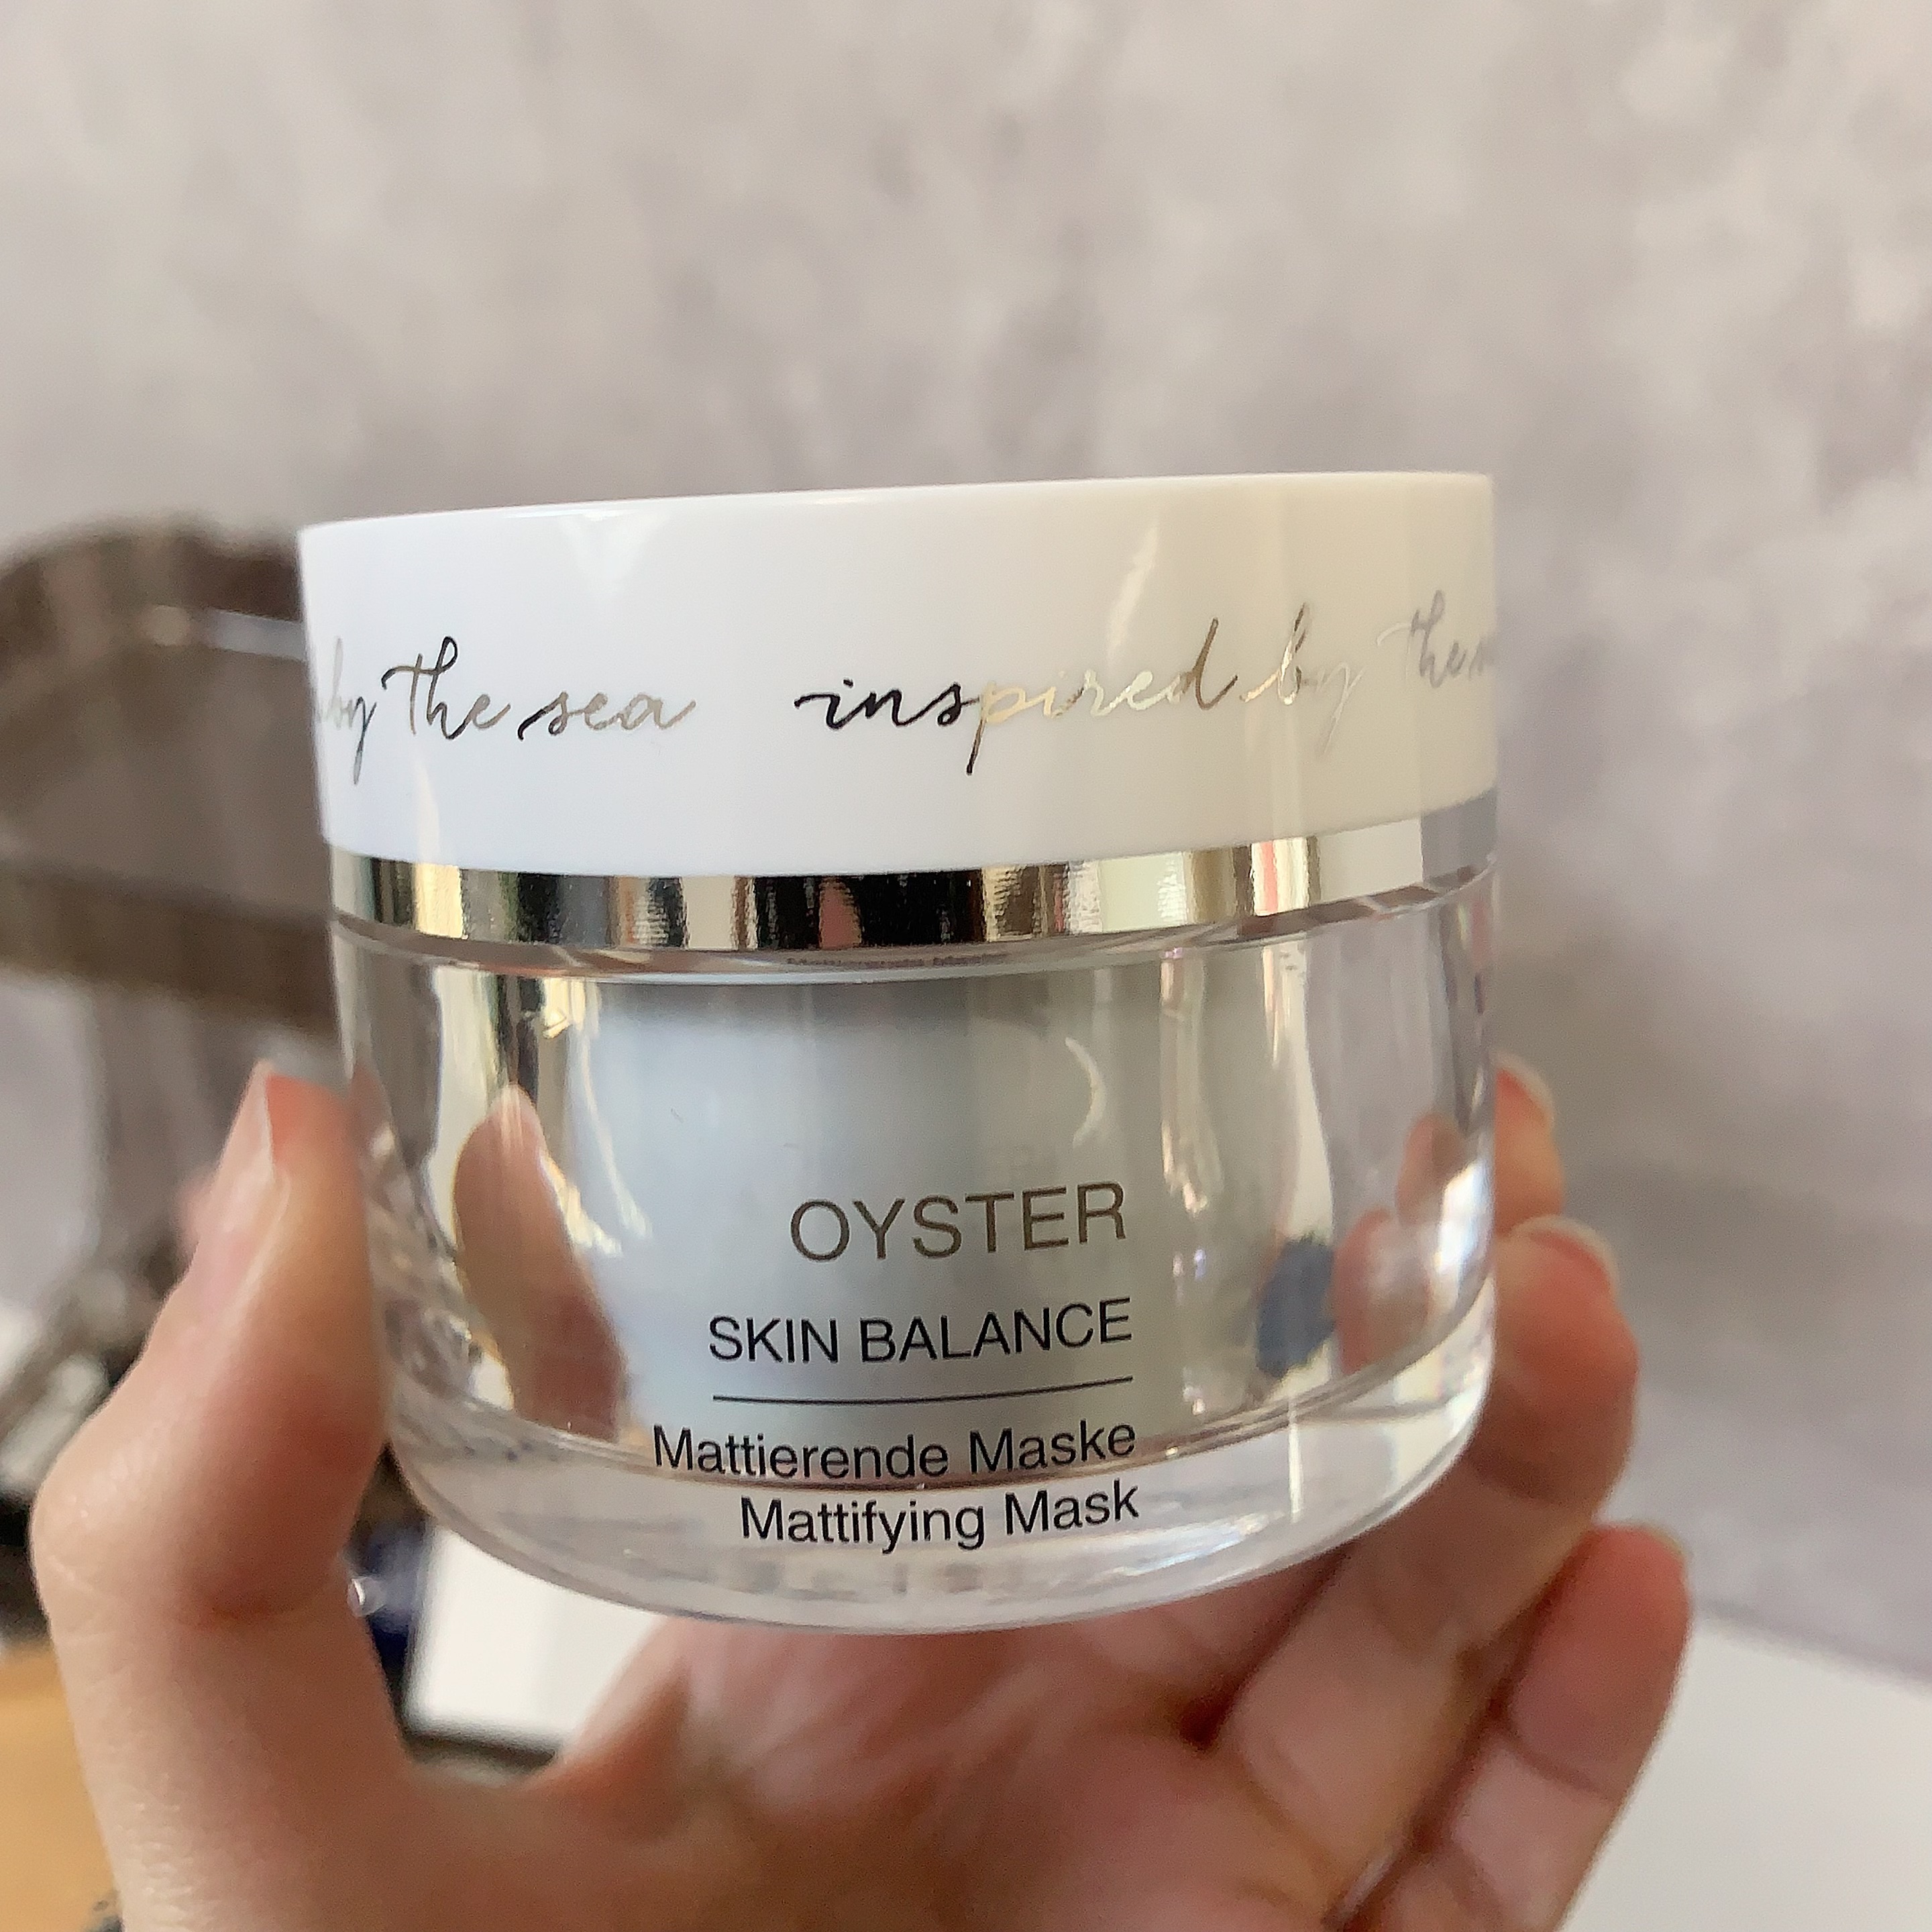 by the sea inspired by the
OYSTER
SKIN BALANCE
Mattierende Maske
Mattifying Mask